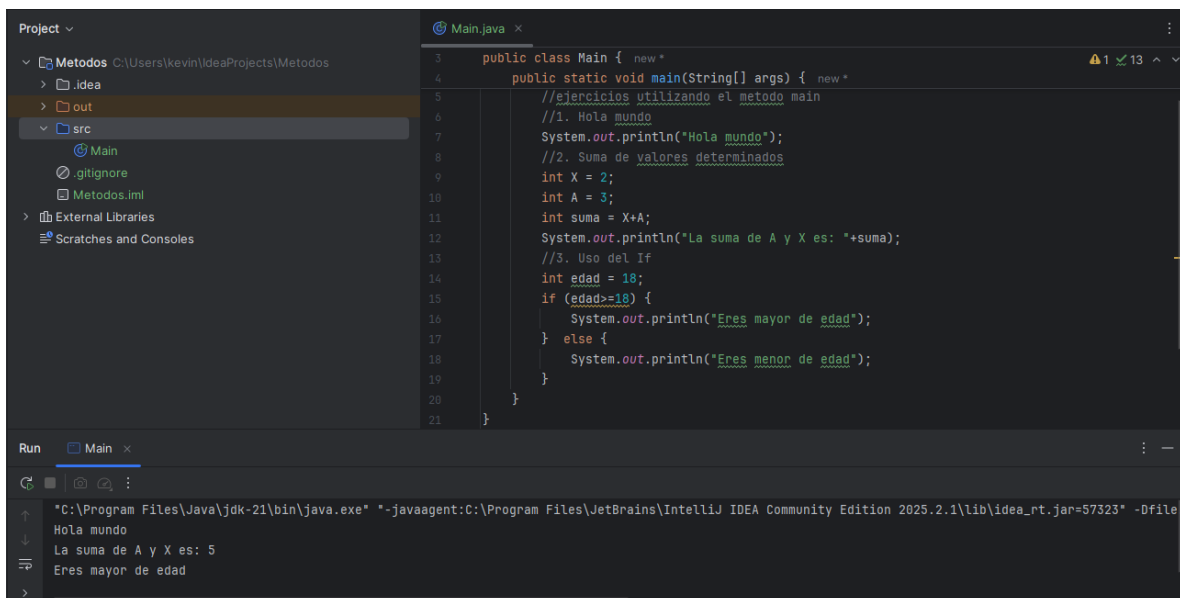 Project
Main.java
Metodos C:\Users\kevin\IdeaProjects\Metodos
.idea
out
src
Main
.gitignore
Metodos.iml
External Libraries
Scratches and Consoles
1 13
3 public class Main { new *
4 public static void main(String[] args) { new *
5 //ejercicios utilizando el metodo main
6 //1. Hola mundo
7 System.out.println("Hola mundo");
8 //2. Suma de valores determinados
9 int X = 2;
10 int A = 3;
11 int suma = X+A;
12 System.out.println("La suma de A y X es: "+suma);
13 //3. Uso del If
14 int edad = 18;
15 if (edad>=18) {
16 System.out.println("Eres mayor de edad");
17 } else {
18 System.out.println("Eres menor de edad");
19 }
20 }
21 }
Run Main
"C:\Program Files\Java\jdk-21\bin\java.exe" "-javaagent:C:\Program Files\JetBrains\IntelliJ IDEA Community Edition 2025.2.1\lib\idea_rt.jar=57323" -Dfile
Hola mundo
La suma de A y X es: 5
Eres mayor de edad